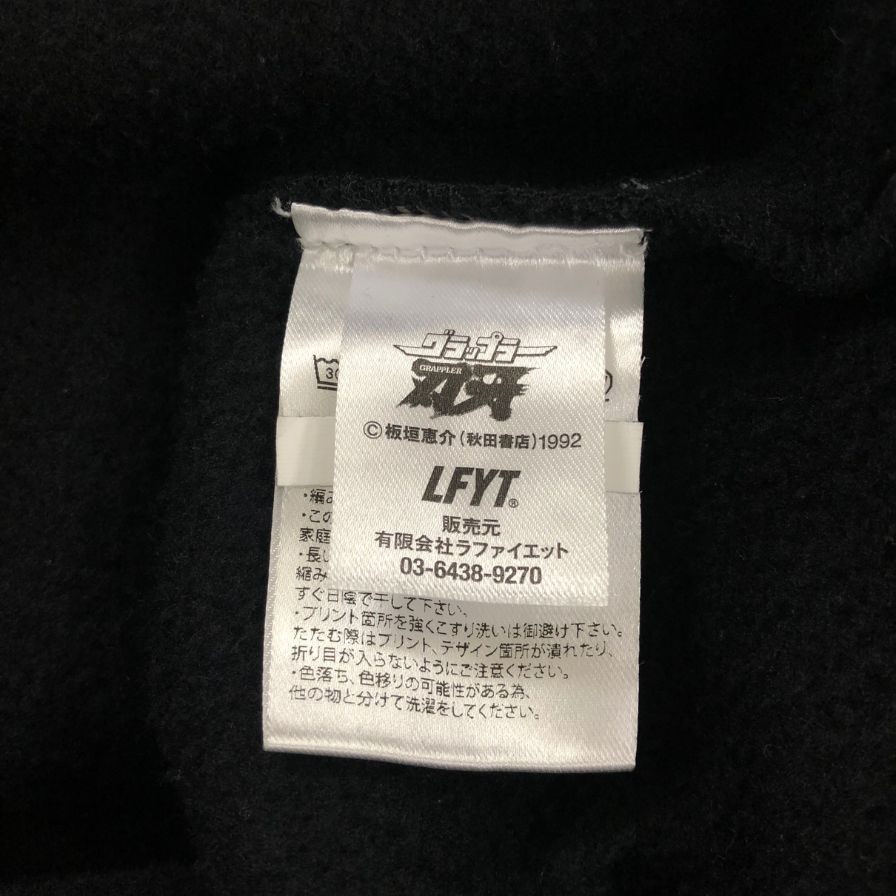 グラップラー
GRAPPLER
刃牙
©板垣恵介(秋田書店)1992
LFYT®
販売元
有限会社ラファイエット
03-6438-9270
30
・編み
・この
家庭
・長い
縮み
すぐ日陰で干して下さい。
・プリント箇所を強くこすり洗いは御避け下さい。
たたむ際はプリント、デザイン箇所が潰れたり、
折り目が入らないようにご注意ください。
・色落ち、色移りの可能性がある為、
他の物と分けて洗濯をしてください。